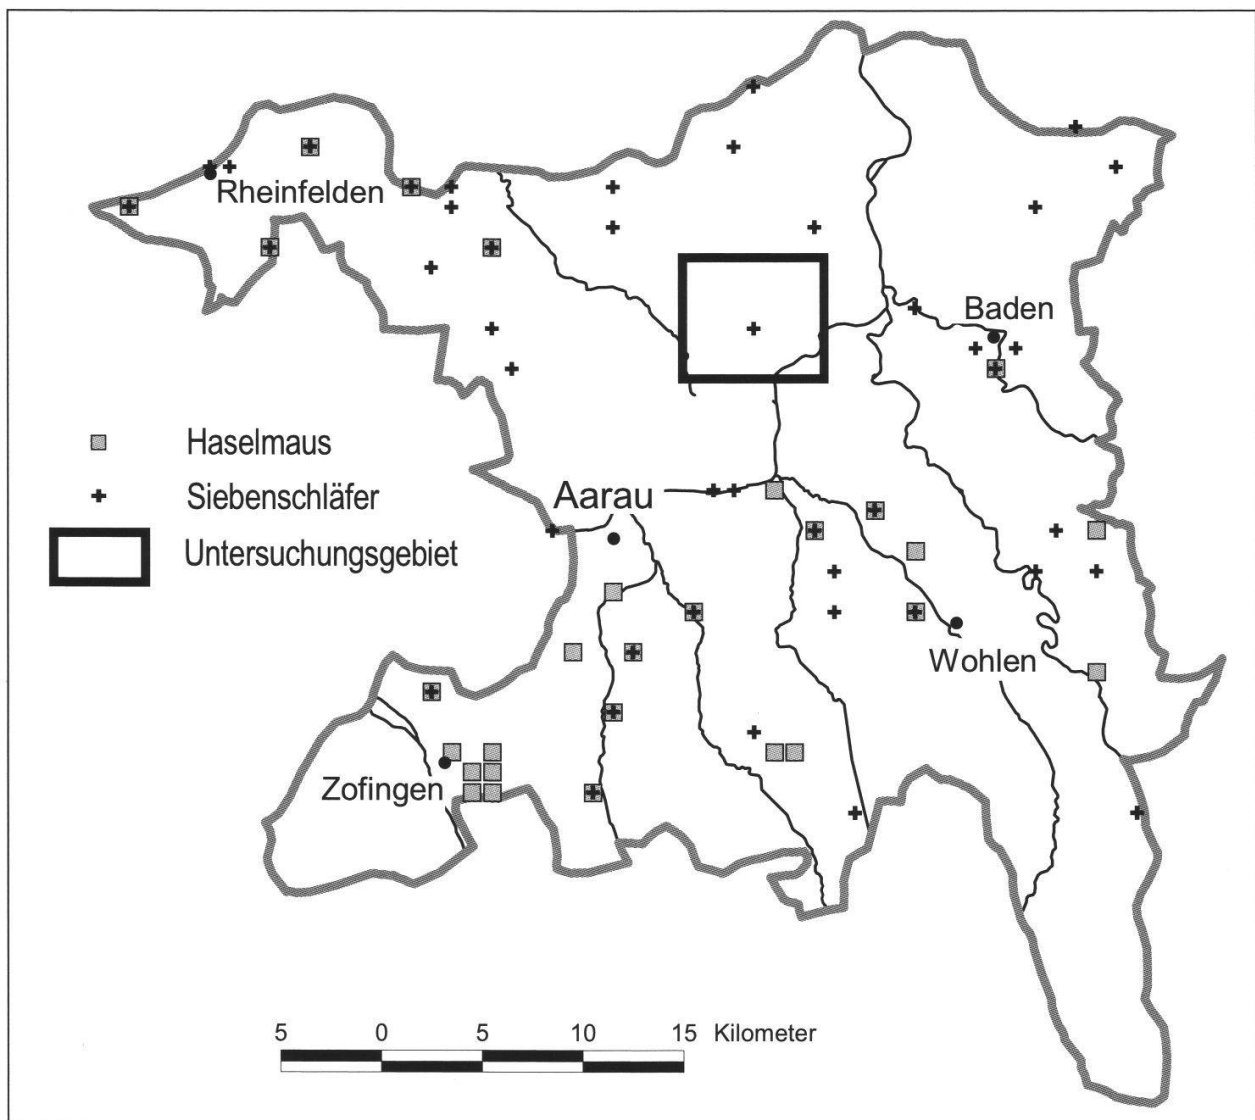 Rheinfelden
Baden
Haselmaus
Siebenschläfer
Untersuchungsgebiet
Aarau
Wohlen
Zofingen
5 0 5 10 15 Kilometer